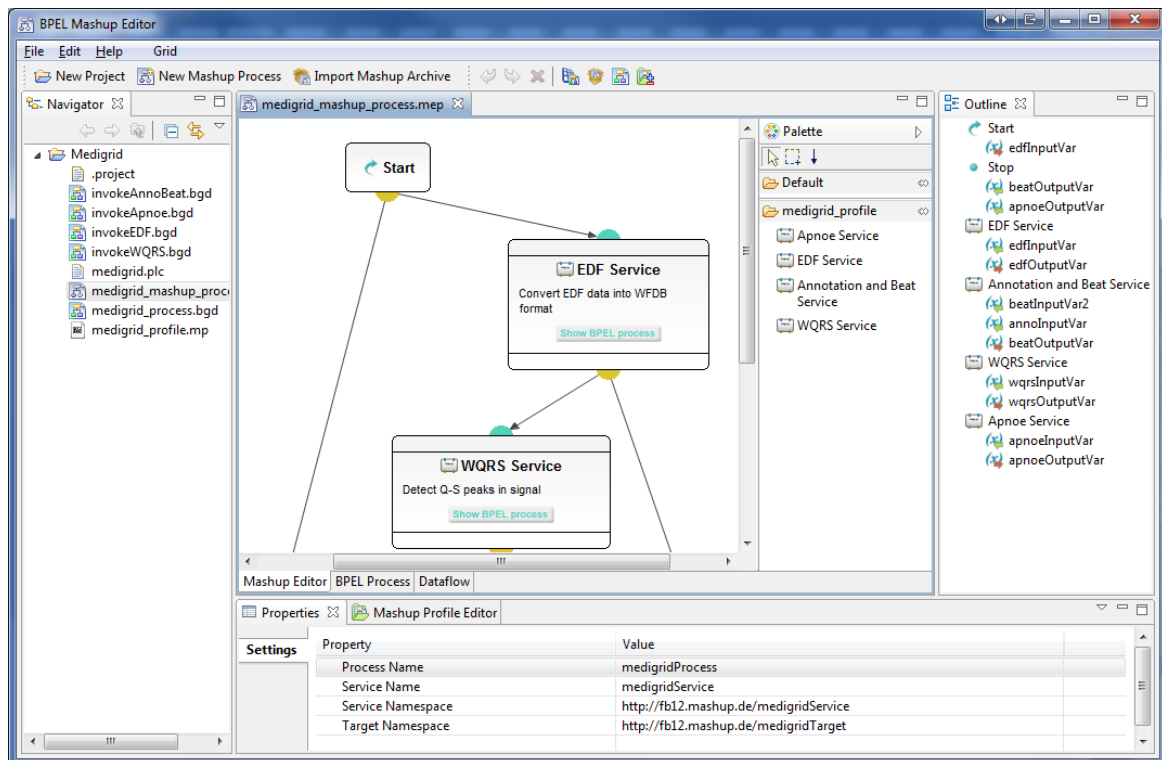 BPEL Mashup Editor
File Edit Help Grid
New Project New Mashup Process Import Mashup Archive
Navigator
Medigrid
.project
invokeAnnoBeat.bgd
invokeApnoe.bgd
invokeEDF.bgd
invokeWQRS.bgd
medigrid.plc
medigrid_mashup_proc
medigrid_process.bgd
medigrid_profile.mp
medigrid_mashup_process.mep
Start
EDF Service
Convert EDF data into WFDB
format
Show BPEL process
WQRS Service
Detect Q-S peaks in signal
Show BPEL process
Mashup Editor BPEL Process Dataflow
Palette
Default
medigrid_profile
Apnoe Service
EDF Service
Annotation and Beat
Service
WQRS Service
Outline
Start
edfInputVar
Stop
beatOutputVar
apnoeOutputVar
EDF Service
edfInputVar
edfOutputVar
Annotation and Beat Service
beatInputVar2
annoInputVar
beatOutputVar
WQRS Service
wqrsInputVar
wqrsOutputVar
Apnoe Service
apnoeInputVar
apnoeOutputVar
Properties Mashup Profile Editor
Settings
Property Value
Process Name medigridProcess
Service Name medigridService
Service Namespace http://fb12.mashup.de/medigridService
Target Namespace http://fb12.mashup.de/medigridTarget